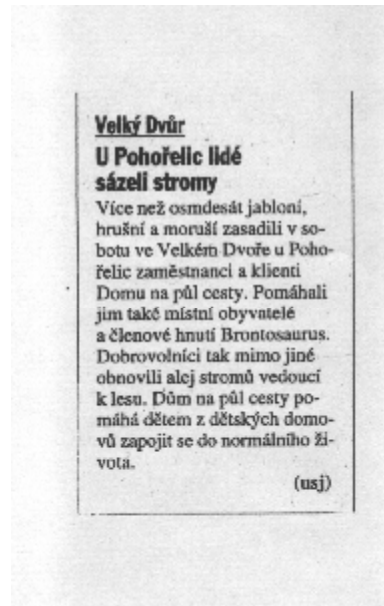 Velký Dvůr
U Pohořelic lidé
sázeli stromy
Více než osmdesát jabloní,
hrušní a moruší zasadili v so-
botu ve Velkém Dvoře u Poho-
řelic zaměstnanci a klienti
Domu na půl cesty. Pomáhali
jim také místní obyvatelé
a členové hnutí Brontosaurus.
Dobrovolníci tak mimo jiné
obnovili alej stromů vedoucí
k lesu. Dům na půl cesty po-
máhá dětem z dětských domo-
vů zapojit se do normálního ži-
vota.
(usj)